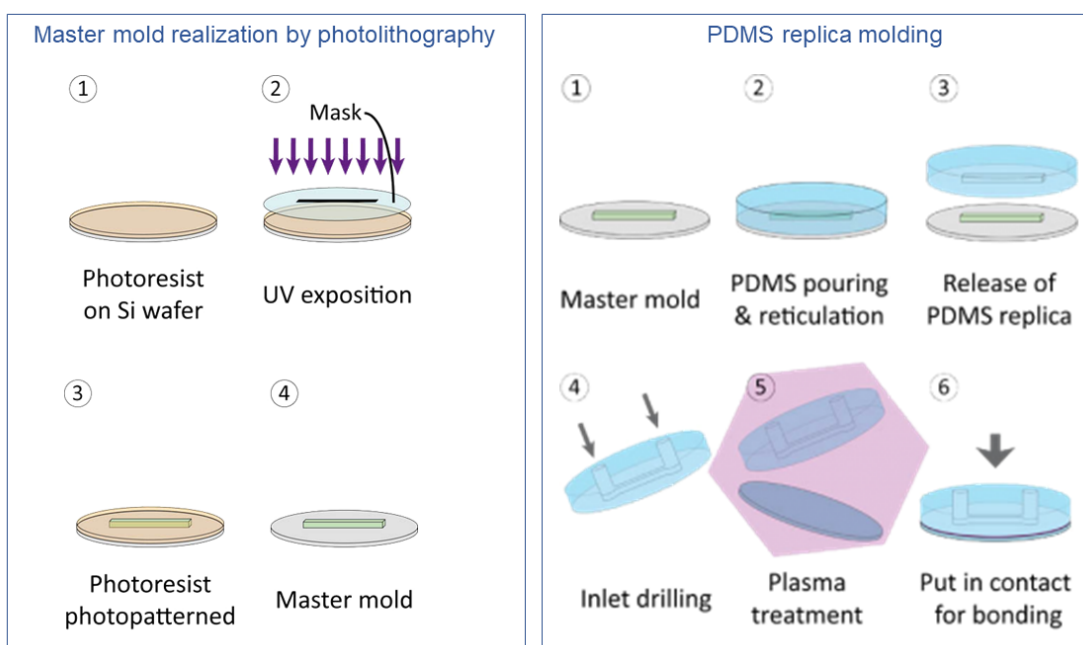 Master mold realization by photolithography
①
②
Mask
Photoresist
on Si wafer
UV exposition
③
④
Photoresist
photopatterned
Master mold
PDMS replica molding
①
②
③
Master mold
PDMS pouring
& reticulation
Release of
PDMS replica
④
⑤
⑥
Inlet drilling
Plasma
treatment
Put in contact
for bonding